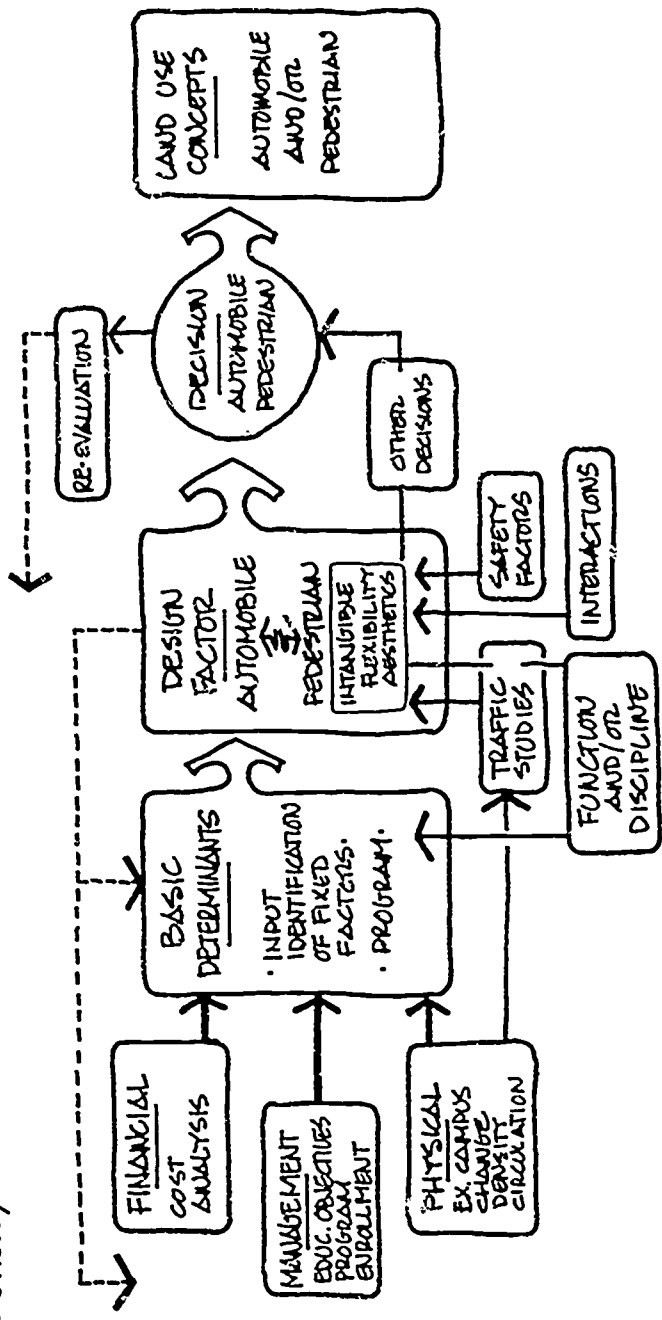 FINANCIAL
COST
ANALYSIS
MANAGEMENT
EDUC. OBJECTIVES
PROGRAM
ENROLLMENT
PHYSICAL
EX. CAMPUS
CHANGE
DENSITY
CIRCULATION
BASIC
DETERMINANTS
· INPUT
IDENTIFICATION
OF FIXED
FACTORS.
· PROGRAM.
DESIGN
FACTOR
AUTOMOBILE
PEDESTRIAN
INTANGIBLE
FLEXIBILITY
AESTHETICS
TRAFFIC
STUDIES
FUNCTION
AND/OR
DISCIPLINE
SAFETY
FACTORS
INTERACTIONS
OTHER
DECISIONS
RE-EVALUATION
DECISION
AUTOMOBILE
PEDESTRIAN
LAND USE
CONCEPTS
AUTOMOBILE
AND/OR
PEDESTRIAN